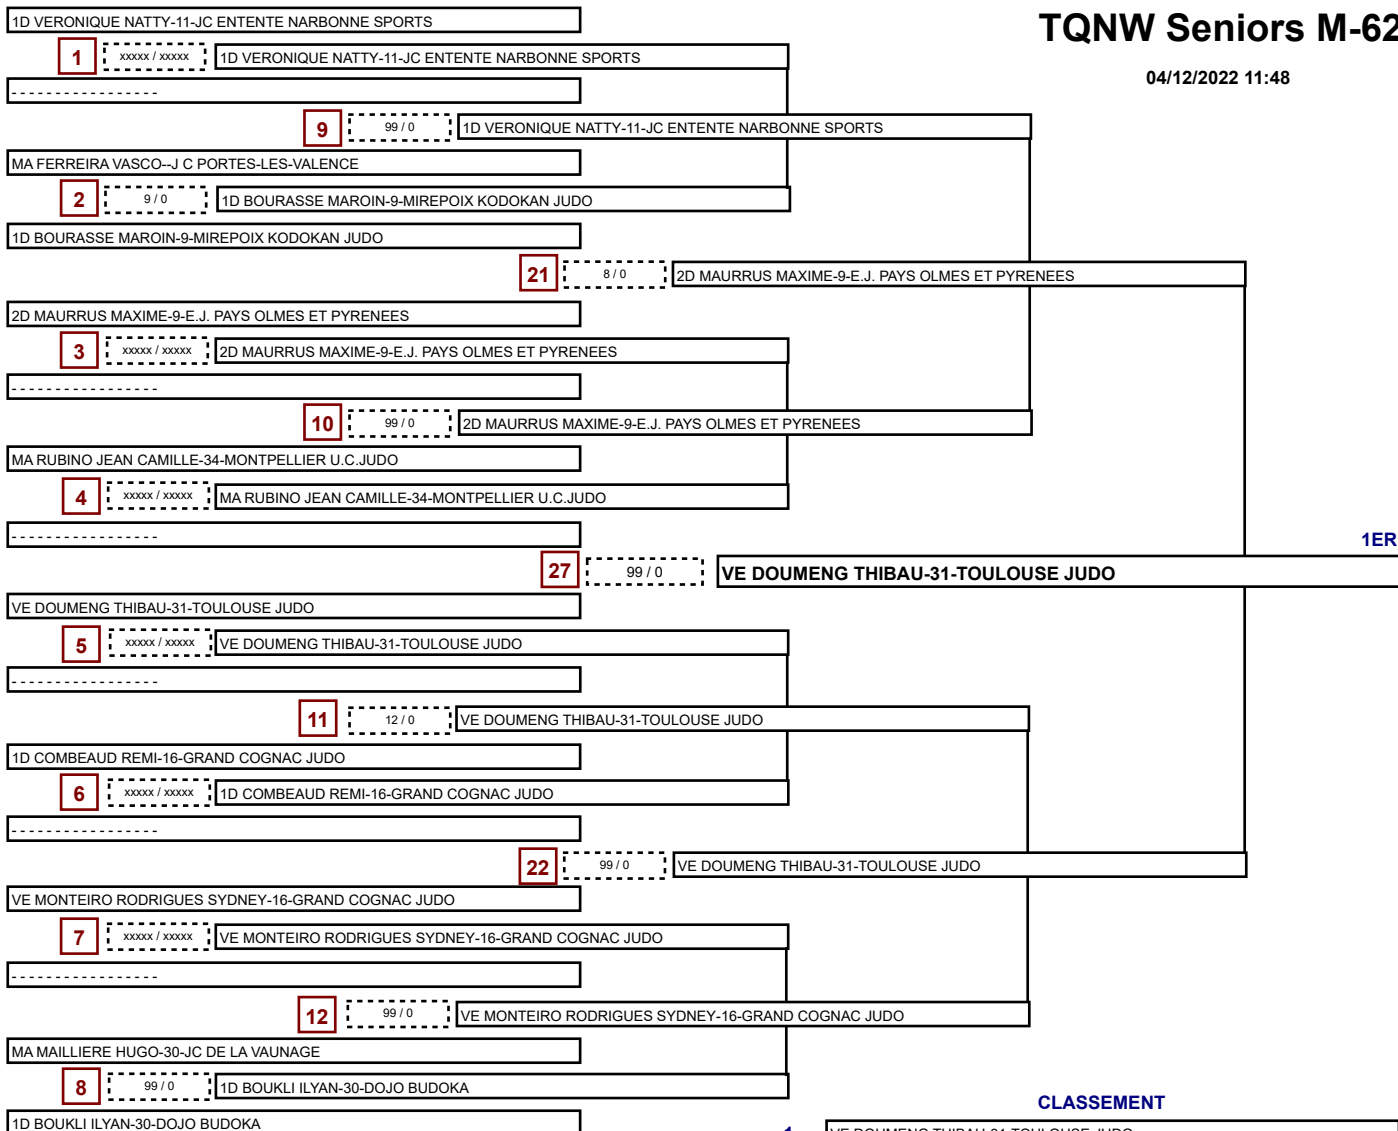 1D VERONIQUE NATTY-11-JC ENTENTE NARBONNE SPORTS
TQNW Seniors M-62
1 xxxxx / xxxxx 1D VERONIQUE NATTY-11-JC ENTENTE NARBONNE SPORTS
04/12/2022 11:48
- - - - - - - - - - - - - - - - -
9 99 / 0 1D VERONIQUE NATTY-11-JC ENTENTE NARBONNE SPORTS
MA FERREIRA VASCO--J C PORTES-LES-VALENCE
2 9 / 0 1D BOURASSE MAROIN-9-MIREPOIX KODOKAN JUDO
1D BOURASSE MAROIN-9-MIREPOIX KODOKAN JUDO
21 8 / 0 2D MAURRUS MAXIME-9-E.J. PAYS OLMES ET PYRENEES
2D MAURRUS MAXIME-9-E.J. PAYS OLMES ET PYRENEES
3 xxxxx / xxxxx 2D MAURRUS MAXIME-9-E.J. PAYS OLMES ET PYRENEES
- - - - - - - - - - - - - - - - -
10 99 / 0 2D MAURRUS MAXIME-9-E.J. PAYS OLMES ET PYRENEES
MA RUBINO JEAN CAMILLE-34-MONTPELLIER U.C.JUDO
4 xxxxx / xxxxx MA RUBINO JEAN CAMILLE-34-MONTPELLIER U.C.JUDO
- - - - - - - - - - - - - - - - -
1ER
27 99 / 0 VE DOUMENG THIBAU-31-TOULOUSE JUDO
VE DOUMENG THIBAU-31-TOULOUSE JUDO
5 xxxxx / xxxxx VE DOUMENG THIBAU-31-TOULOUSE JUDO
- - - - - - - - - - - - - - - - -
11 12 / 0 VE DOUMENG THIBAU-31-TOULOUSE JUDO
1D COMBEAUD REMI-16-GRAND COGNAC JUDO
6 xxxxx / xxxxx 1D COMBEAUD REMI-16-GRAND COGNAC JUDO
- - - - - - - - - - - - - - - - -
22 99 / 0 VE DOUMENG THIBAU-31-TOULOUSE JUDO
VE MONTEIRO RODRIGUES SYDNEY-16-GRAND COGNAC JUDO
7 xxxxx / xxxxx VE MONTEIRO RODRIGUES SYDNEY-16-GRAND COGNAC JUDO
- - - - - - - - - - - - - - - - -
12 99 / 0 VE MONTEIRO RODRIGUES SYDNEY-16-GRAND COGNAC JUDO
MA MAILLIERE HUGO-30-JC DE LA VAUNAGE
8 99 / 0 1D BOUKLI ILYAN-30-DOJO BUDOKA
CLASSEMENT
1D BOUKLI ILYAN-30-DOJO BUDOKA
1 VE DOUMENG THIBAU-31-TOULOUSE JUDO